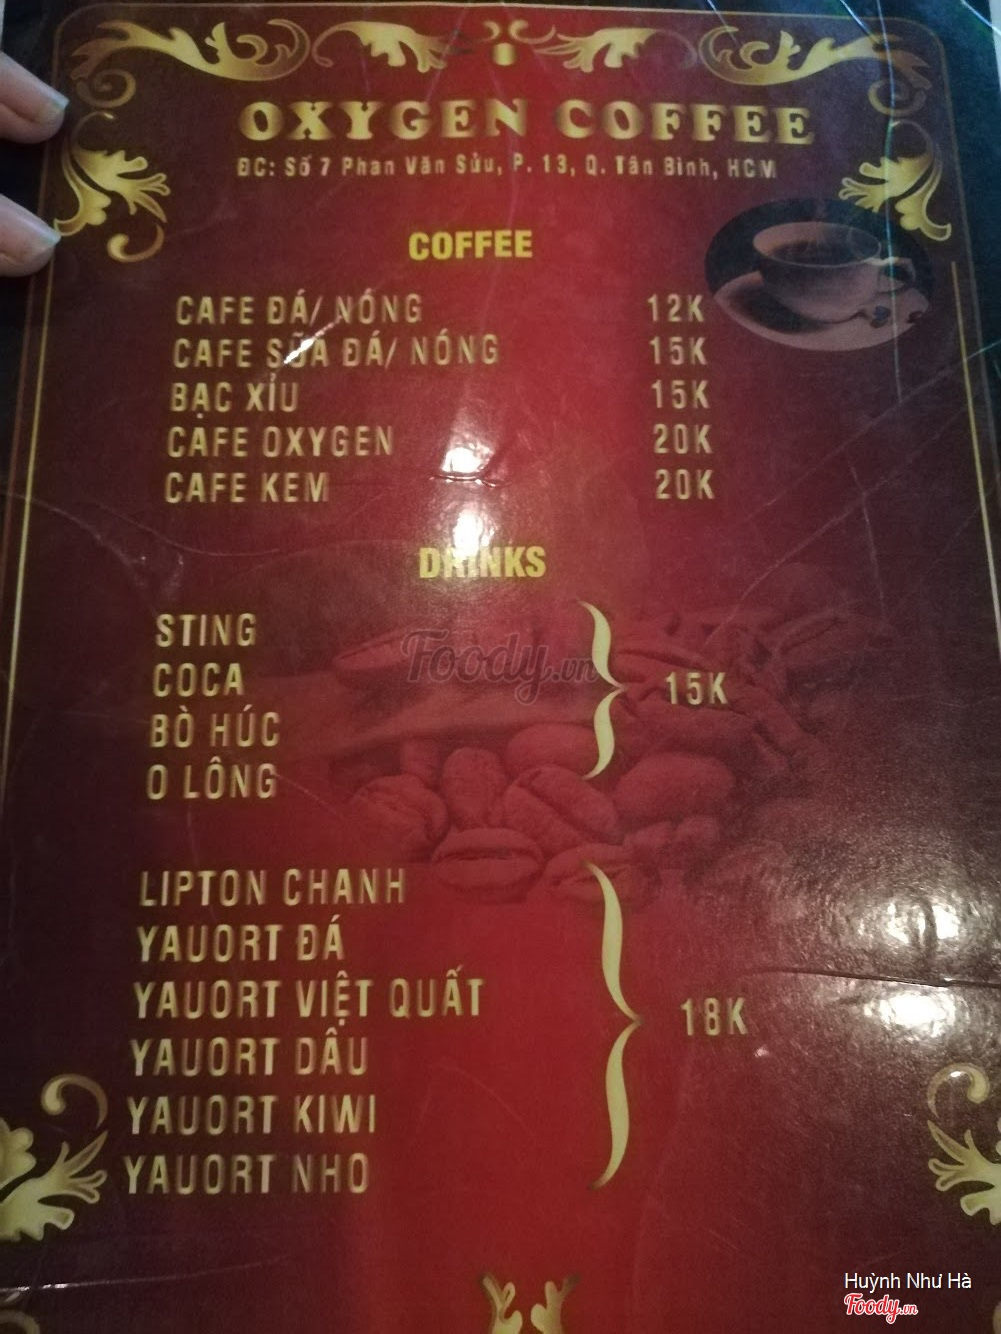 OXYGEN COFFEE
ĐC: Số 7 Phan Văn Sửu, P. 13, Q. Tân Bình, HCM
COFFEE
CAFE ĐÁ/ NÓNG 12K
CAFE SỮA ĐÁ/ NÓNG 15K
BẠC XỈU 15K
CAFE OXYGEN 20K
CAFE KEM 20K
DRINKS
STING
COCA
BÒ HÚC
O LÔNG
15K
LIPTON CHANH
YAUORT ĐÁ
YAUORT VIỆT QUẤT
YAUORT DÂU
YAUORT KIWI
YAUORT NHO
18K
Foody.vn
Huỳnh Như Hà
Foody.vn